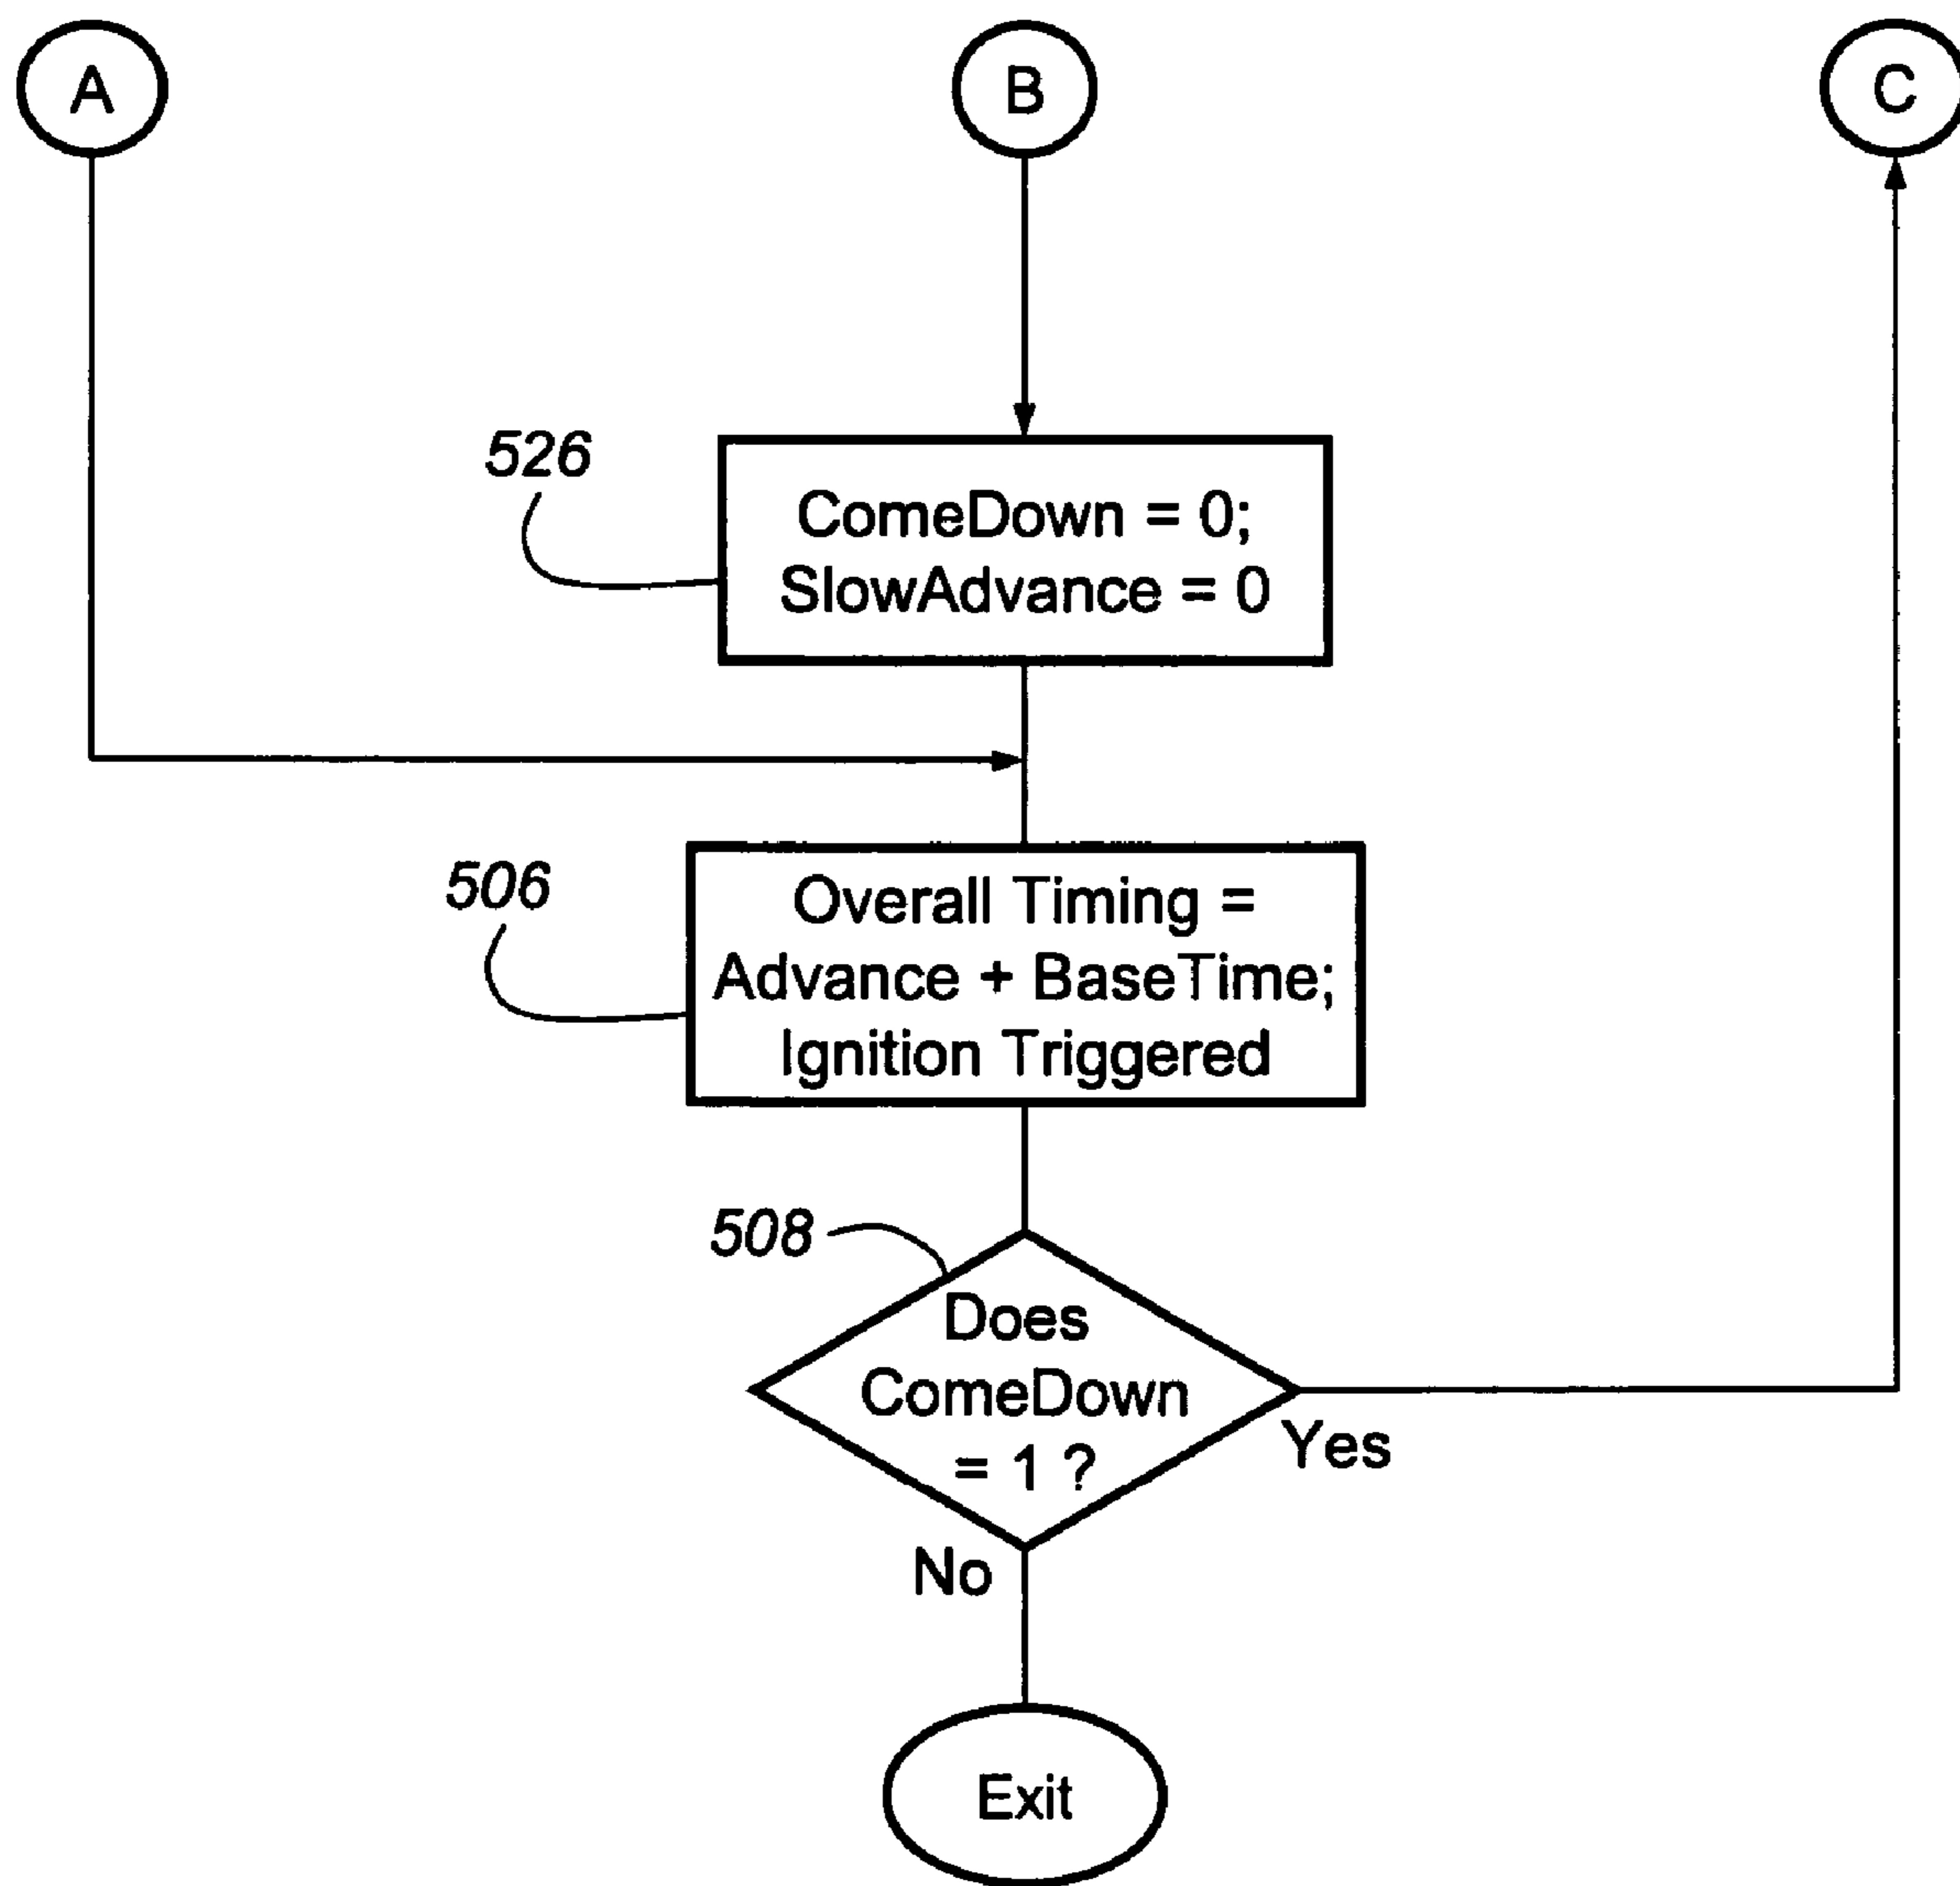 A
B
C
526
ComeDown = 0;
SlowAdvance = 0
506
Overall Timing =
Advance + BaseTime;
Ignition Triggered
508
Does
ComeDown
= 1 ?
Yes
No
Exit